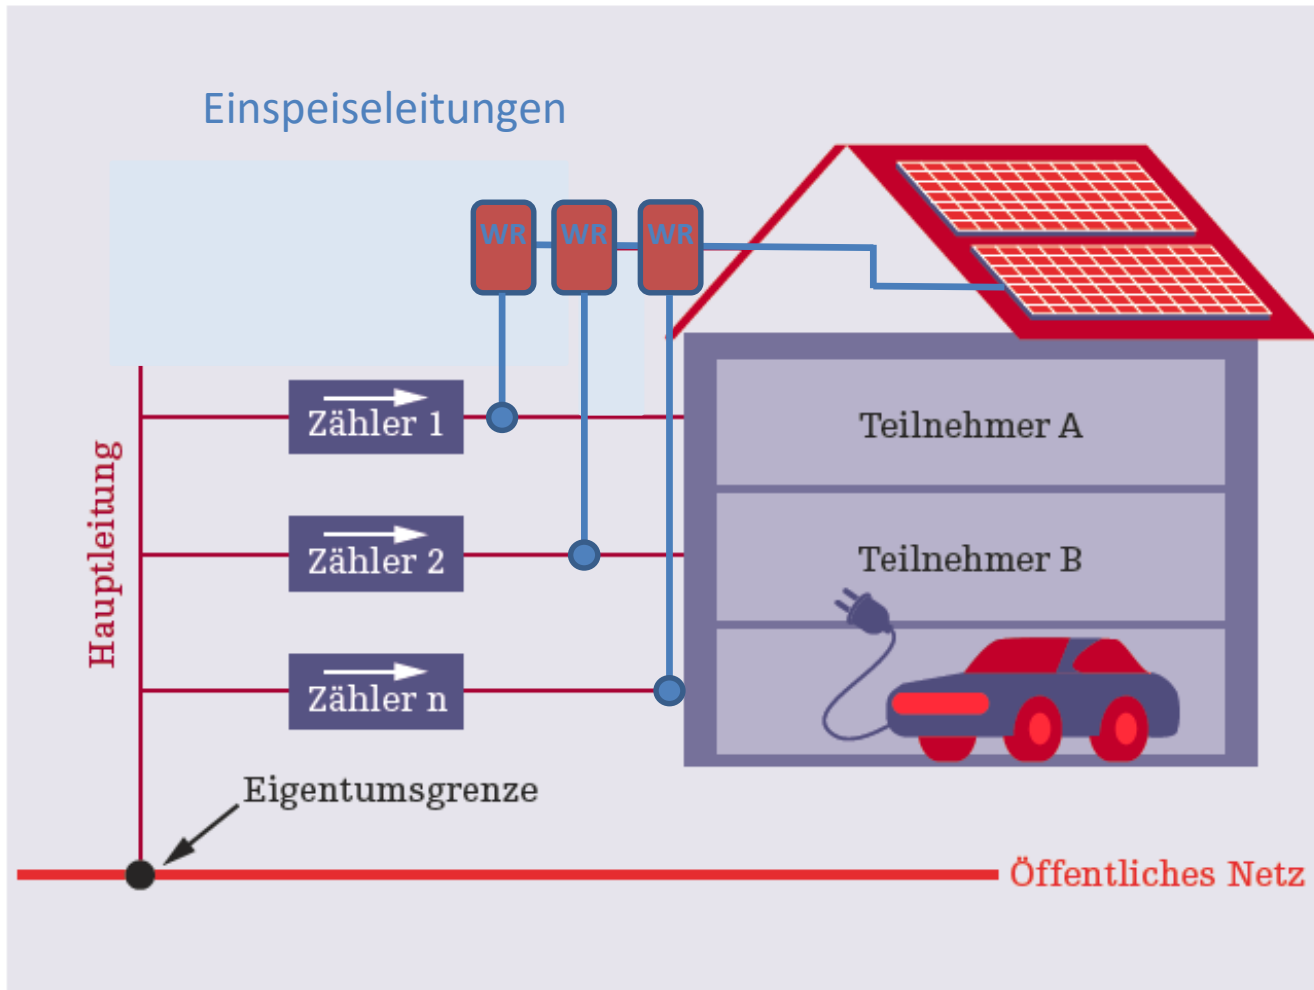 Einspeiseleitungen
WR
WR
WR
Zähler 1
Teilnehmer A
Hauptleitung
Zähler 2
Teilnehmer B
Zähler n
Eigentumsgrenze
Öffentliches Netz